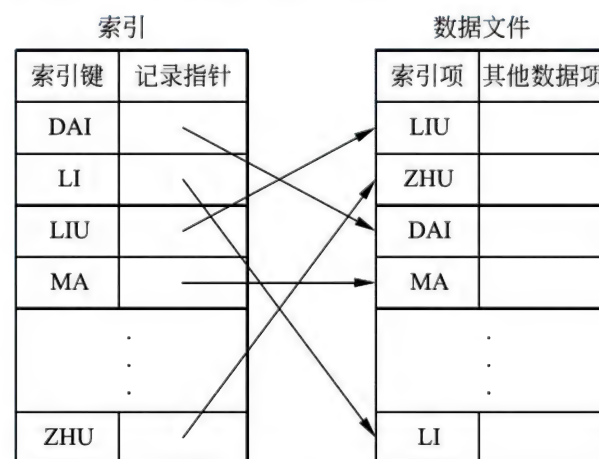 索引
索引键 记录指针
DAI
LI
LIU
MA
.
.
.
ZHU
数据文件
索引项 其他数据项
LIU
ZHU
DAI
MA
.
.
.
LI